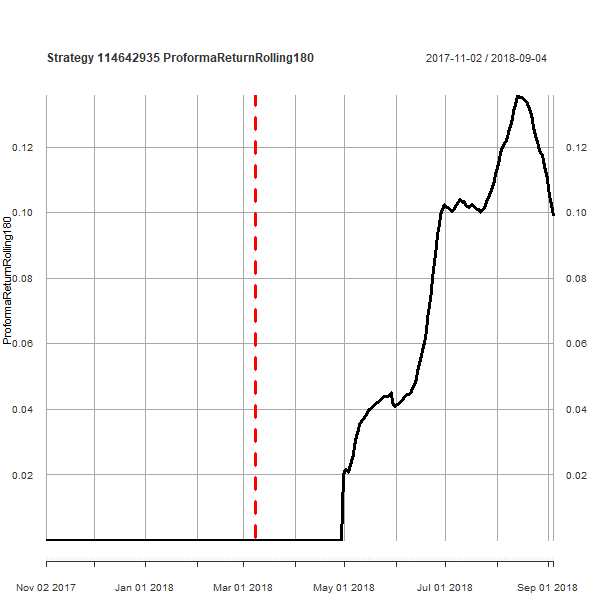 Strategy 114642935 ProformaReturnRolling180
2017-11-02 / 2018-09-04
ProformaReturnRolling180
0.12
0.10
0.08
0.06
0.04
0.02
0.12
0.10
0.08
0.06
0.04
0.02
Nov 02 2017
Jan 01 2018
Mar 01 2018
May 01 2018
Jul 01 2018
Sep 01 2018